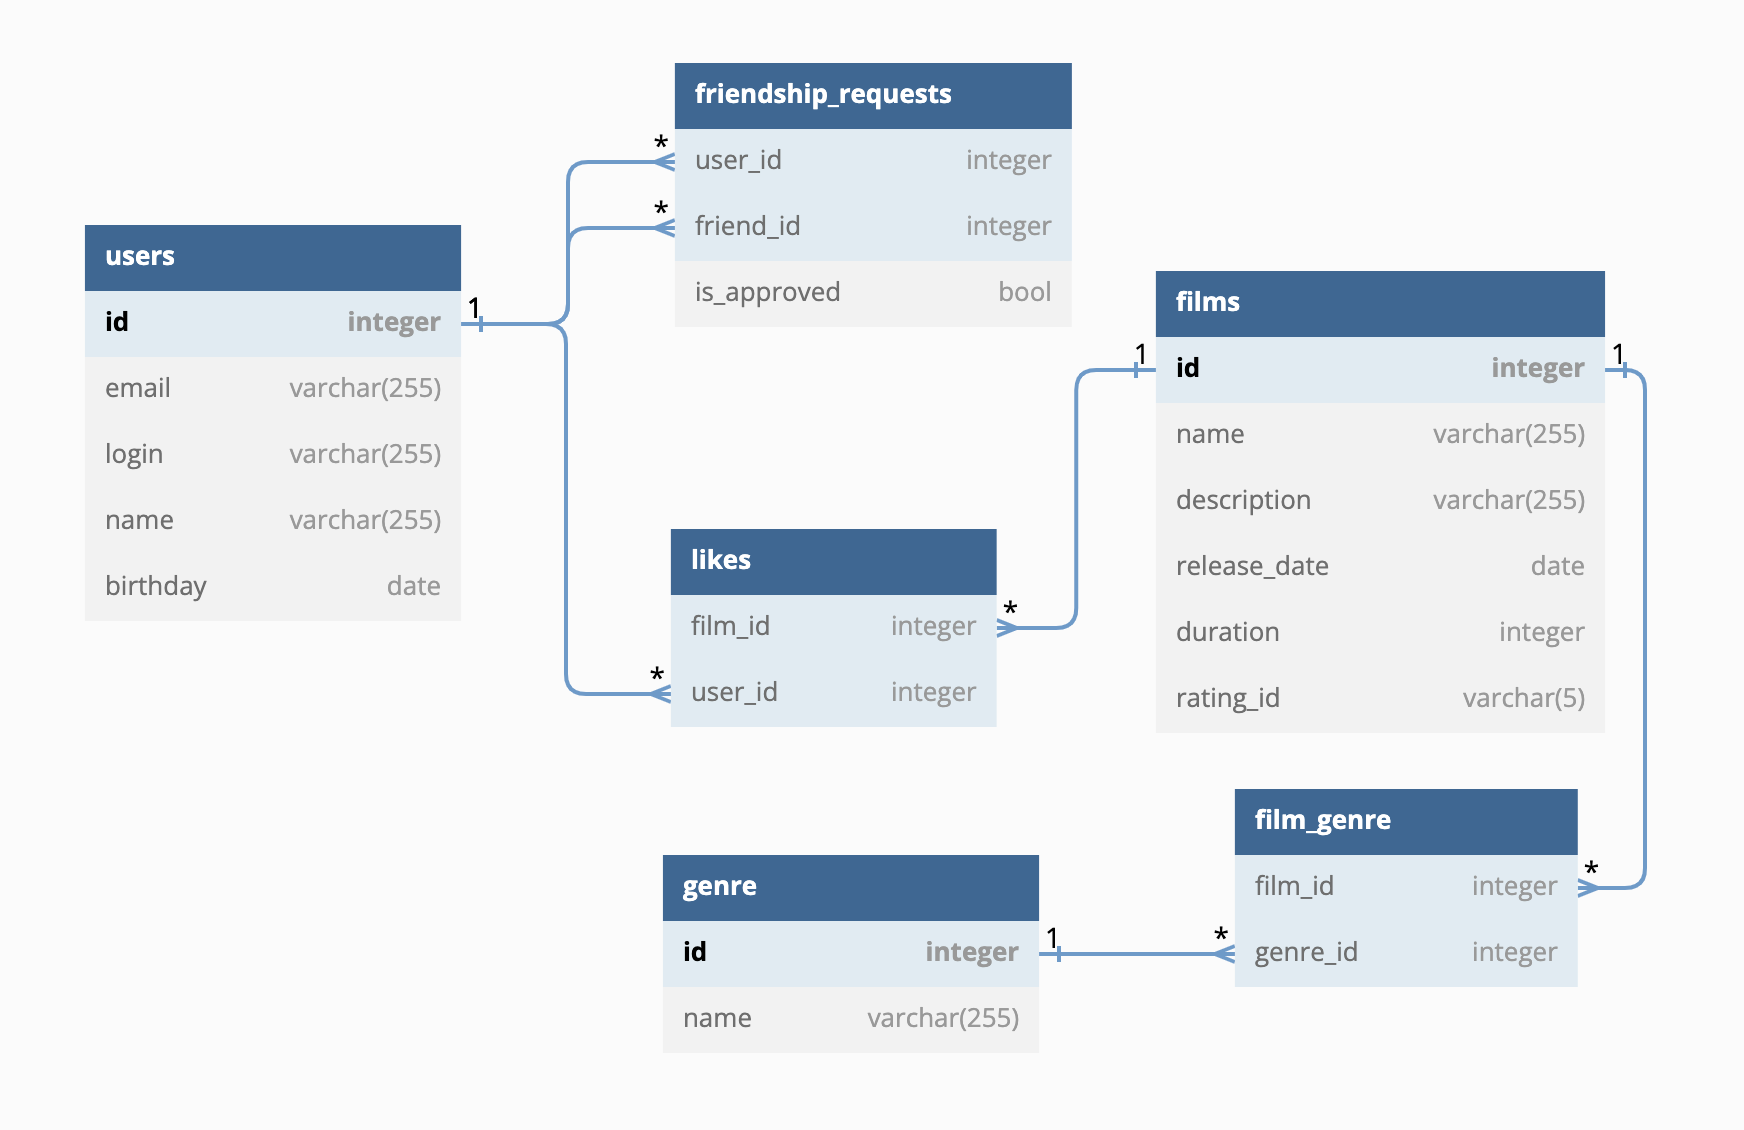 friendship_requests
* user_id integer
* friend_id integer
is_approved bool
users
id integer 1
email varchar(255)
login varchar(255)
name varchar(255)
birthday date
films
1 id integer 1
name varchar(255)
description varchar(255)
release_date date
duration integer
rating_id varchar(5)
likes
film_id integer *
* user_id integer
film_genre
film_id integer *
* genre_id integer
genre
id integer 1
name varchar(255)